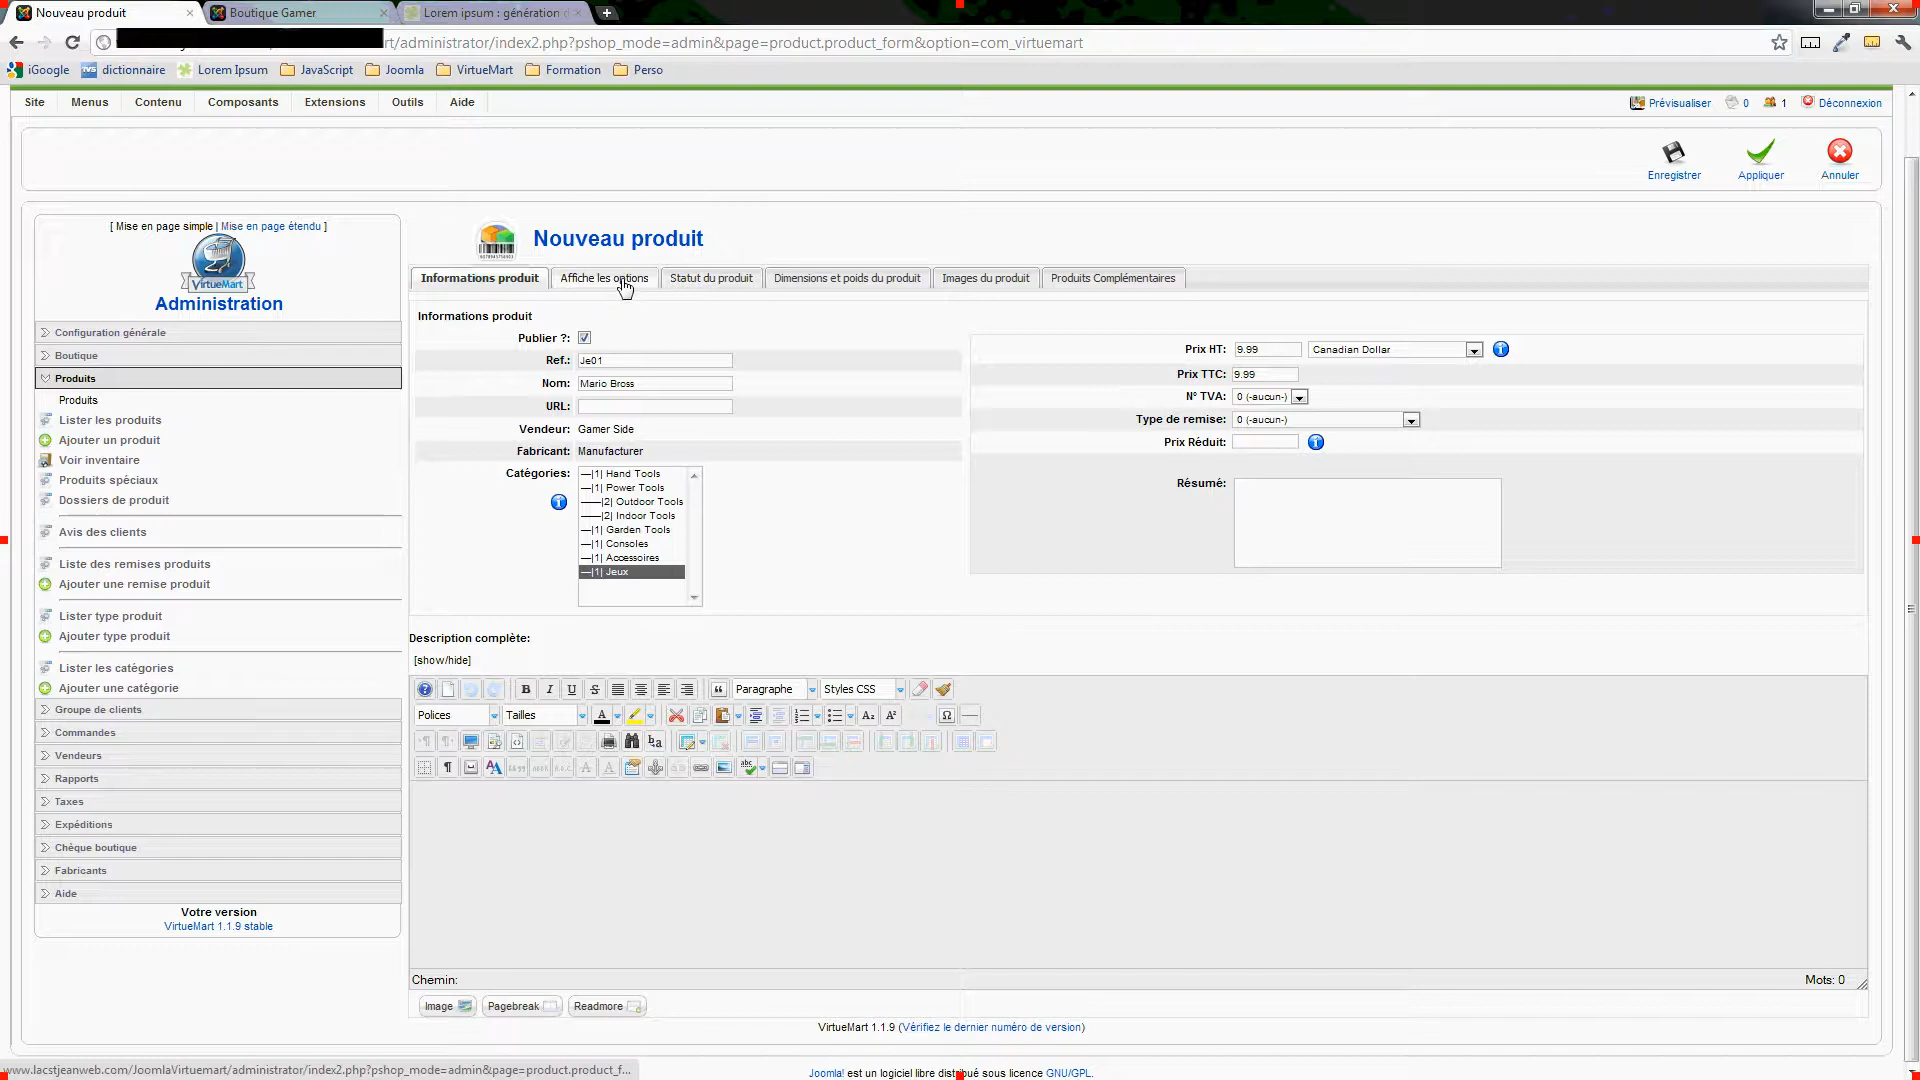 Nouveau produit
Boutique Gamer
Lorem ipsum : génération d
rt/administrator/index2.php?pshop_mode=admin&page=product.product_form&option=com_virtuemart
iGoogle
dictionnaire
Lorem Ipsum
JavaScript
Joomla
VirtueMart
Formation
Perso
Site
Menus
Contenu
Composants
Extensions
Outils
Aide
Prévisualiser
0
1
Déconnexion
Enregistrer
Appliquer
Annuler
[ Mise en page simple | Mise en page étendu ]
VirtueMart
Administration
Configuration générale
Boutique
Produits
Produits
Lister les produits
Ajouter un produit
Voir inventaire
Produits spéciaux
Dossiers de produit
Avis des clients
Liste des remises produits
Ajouter une remise produit
Lister type produit
Ajouter type produit
Lister les catégories
Ajouter une catégorie
Groupe de clients
Commandes
Vendeurs
Rapports
Taxes
Expéditions
Chèque boutique
Fabricants
Aide
Votre version
VirtueMart 1.1.9 stable
Nouveau produit
Informations produit
Affiche les options
Statut du produit
Dimensions et poids du produit
Images du produit
Produits Complémentaires
Informations produit
Publier ?:
Ref.: Je01
Nom: Mario Bross
URL:
Vendeur: Gamer Side
Fabricant: Manufacturer
Catégories:
—|1| Hand Tools
—|1| Power Tools
——|2| Outdoor Tools
——|2| Indoor Tools
—|1| Garden Tools
—|1| Consoles
—|1| Accessoires
—|1| Jeux
Prix HT: 9.99 Canadian Dollar
Prix TTC: 9.99
N° TVA: 0 (-aucun-)
Type de remise: 0 (-aucun-)
Prix Réduit:
Résumé:
Description complète:
[show/hide]
Paragraphe
Styles CSS
Polices
Tailles
Chemin:
Mots: 0
Image
Pagebreak
Readmore
VirtueMart 1.1.9 (Vérifiez le dernier numéro de version)
www.lacstjeanweb.com/JoomlaVirtuemart/administrator/index2.php?pshop_mode=admin&page=product.product_f...
Joomla! est un logiciel libre distribué sous licence GNU/GPL.